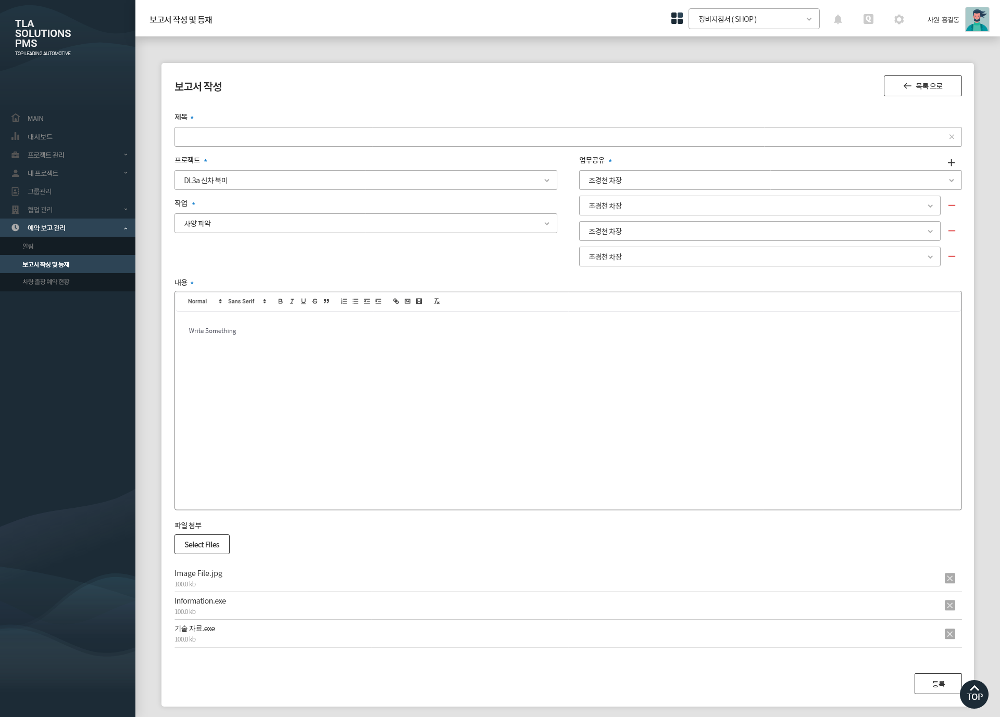 TLA
SOLUTIONS
PMS
TOP LEADING AUTOMOTIVE
MAIN
대시보드
프로젝트 관리
내 프로젝트
그룹관리
협업 관리
예약 보고 관리
알림
보고서 작성 및 등재
차량 출장 예약 현황
보고서 작성 및 등재
정비지침서 ( SHOP )
Q
사원 홍길동
보고서 작성
목록 으로
제목 *
프로젝트 *
DL3a 신차 북미
작업 *
사양 파악
업무공유 *
조경천 차장
조경천 차장
조경천 차장
조경천 차장
내용 *
Normal Sans Serif B I U S
Write Something
파일 첨부
Select Files
Image File.jpg
100.0 kb
Information.exe
100.0 kb
기술 자료.exe
100.0 kb
등록
TOP